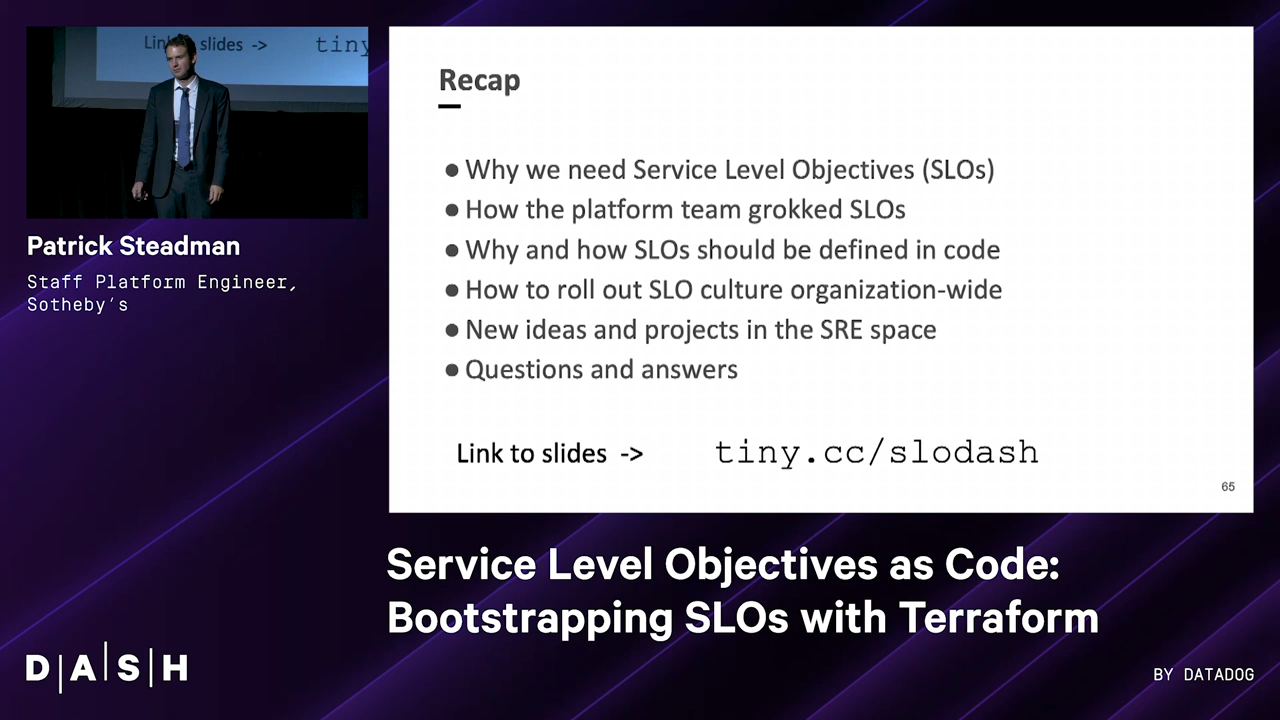 Link slides -> tiny
Patrick Steadman
Staff Platform Engineer,
Sotheby's
Recap
● Why we need Service Level Objectives (SLOs)
● How the platform team grokked SLOs
● Why and how SLOs should be defined in code
● How to roll out SLO culture organization-wide
● New ideas and projects in the SRE space
● Questions and answers
Link to slides -> tiny.cc/slodash
65
Service Level Objectives as Code:
Bootstrapping SLOs with Terraform
D|A|S|H
BY DATADOG